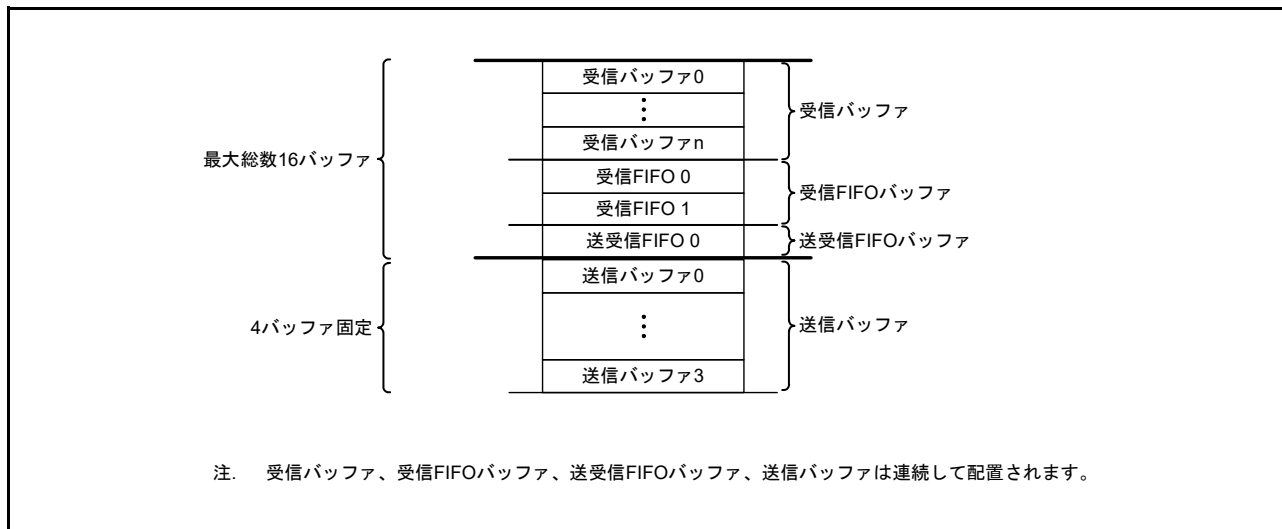 受信バッファ0
⋮
受信バッファn
受信バッファ
最大総数16バッファ
受信FIFO 0
受信FIFO 1
受信FIFOバッファ
送受信FIFO 0
送受信FIFOバッファ
送信バッファ0
⋮
送信バッファ3
送信バッファ
4バッファ固定
注. 受信バッファ、受信FIFOバッファ、送受信FIFOバッファ、送信バッファは連続して配置されます。